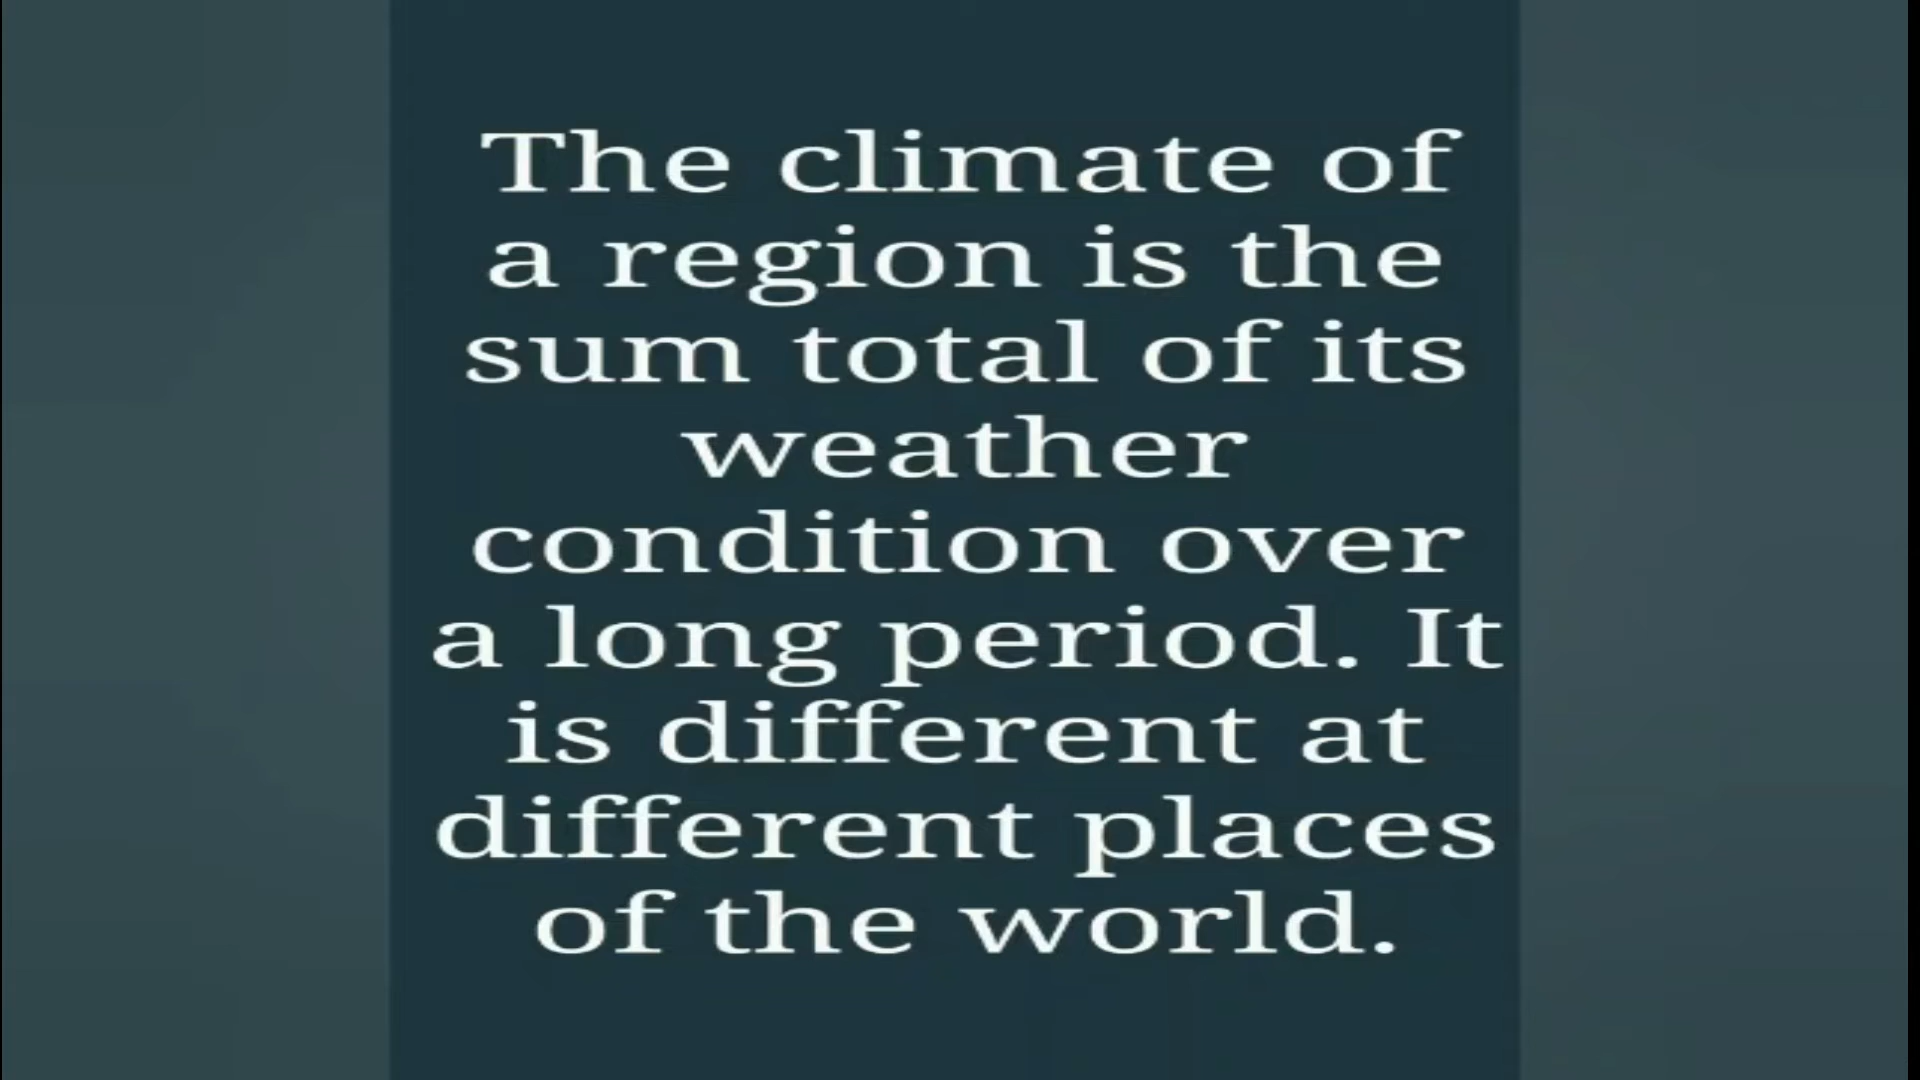 The climate of
a region is the
sum total of its
weather
condition over
a long period. It
is different at
different places
of the world.